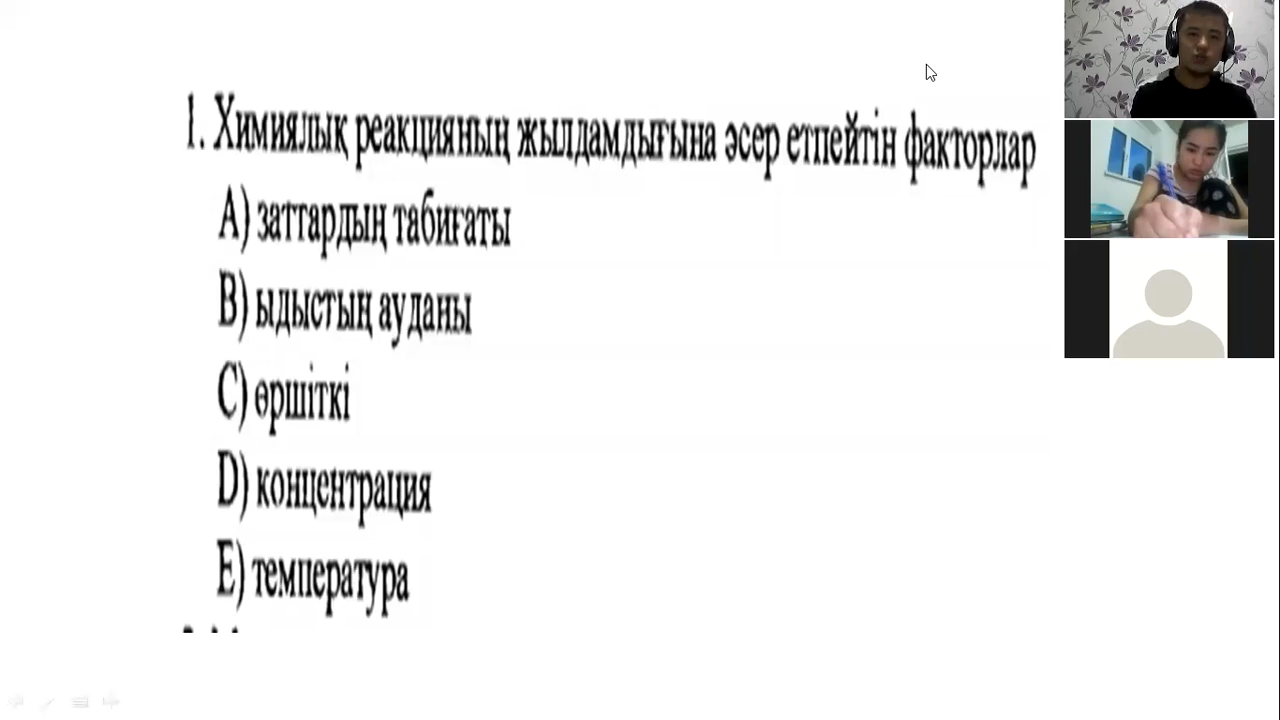 1. Химиялық реакцияның жылдамдығына әсер етпейтін факторлар
A) заттардың табиғаты
B) ыдыстың ауданы
C) өршіткі
D) концентрация
E) температура